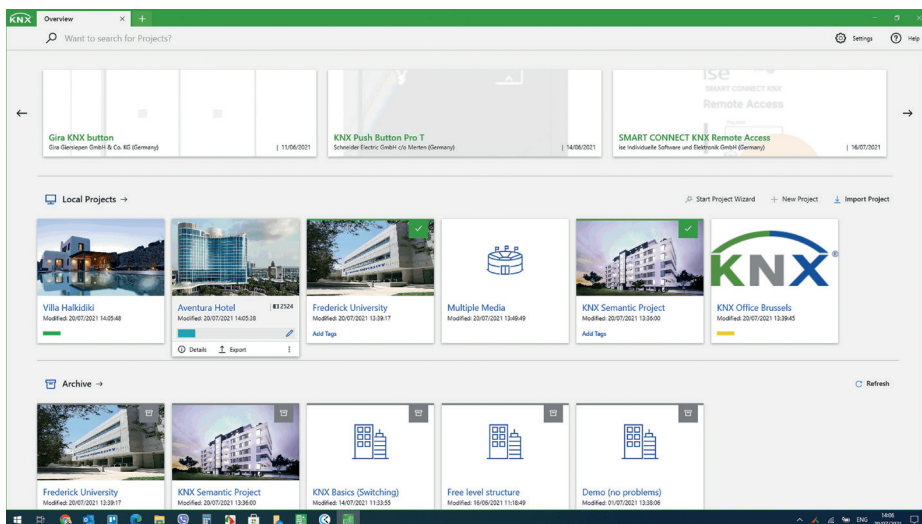 KNX Overview × +
Want to search for Projects?
Settings
Help
Gira KNX button
Gira Giersiepen GmbH & Co. KG (Germany) | 11/06/2021
KNX Push Button Pro T
Schneider Electric GmbH c/o Merten (Germany) | 14/06/2021
ise
SMART CONNECT KNX
Remote Access
SMART CONNECT KNX Remote Access
ise Individuelle Software und Elektronik GmbH (Germany) | 16/07/2021
Local Projects →
Start Project Wizard
+ New Project
Import Project
Villa Halkidiki
Modified: 20/07/2021 14:05:48
Aventura Hotel 2524
Modified: 20/07/2021 14:05:38
Details
Export
Frederick University
Modified: 20/07/2021 13:39:17
Add Tags
Multiple Media
Modified: 20/07/2021 13:49:49
KNX Semantic Project
Modified: 20/07/2021 13:36:00
Add Tags
KNX®
KNX Office Brussels
Modified: 20/07/2021 13:39:45
Archive →
Refresh
Frederick University
Modified: 20/07/2021 13:39:17
KNX Semantic Project
Modified: 20/07/2021 13:36:00
KNX Basics (Switching)
Modified: 14/07/2021 11:33:55
Free level structure
Modified: 16/06/2021 11:18:49
Demo (no problems)
Modified: 01/07/2021 13:38:06
ENG
14:06